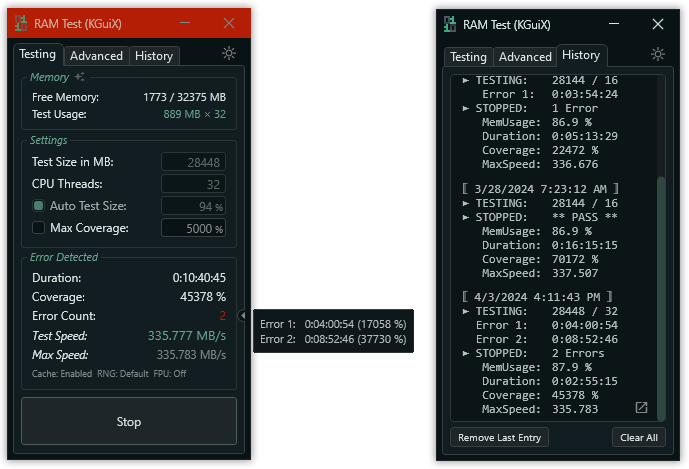 RAM Test (KGuiX)
Testing Advanced History
Memory
Free Memory: 1773 / 32375 MB
Test Usage: 889 MB × 32
Settings
Test Size in MB: 28448
CPU Threads: 32
Auto Test Size: 94 %
Max Coverage: 5000 %
Error Detected
Duration: 0:10:40:45
Coverage: 45378 %
Error Count: 2
Test Speed: 335.777 MB/s
Max Speed: 335.783 MB/s
Cache: Enabled RNG: Default FPU: Off
Stop
Error 1: 0:04:00:54 (17058 %)
Error 2: 0:08:52:46 (37730 %)
RAM Test (KGuiX)
Testing Advanced History
► TESTING: 28144 / 16
Error 1: 0:03:54:24
► STOPPED: 1 Error
MemUsage: 86.9 %
Duration: 0:05:13:29
Coverage: 22472 %
MaxSpeed: 336.676
⟦ 3/28/2024 7:23:12 AM ⟧
► TESTING: 28144 / 16
► STOPPED: ** PASS **
MemUsage: 86.9 %
Duration: 0:16:15:15
Coverage: 70172 %
MaxSpeed: 337.507
⟦ 4/3/2024 4:11:43 PM ⟧
► TESTING: 28448 / 32
Error 1: 0:04:00:54
Error 2: 0:08:52:46
► STOPPED: 2 Errors
MemUsage: 87.9 %
Duration: 0:02:55:15
Coverage: 45378 %
MaxSpeed: 335.783
Remove Last Entry Clear All